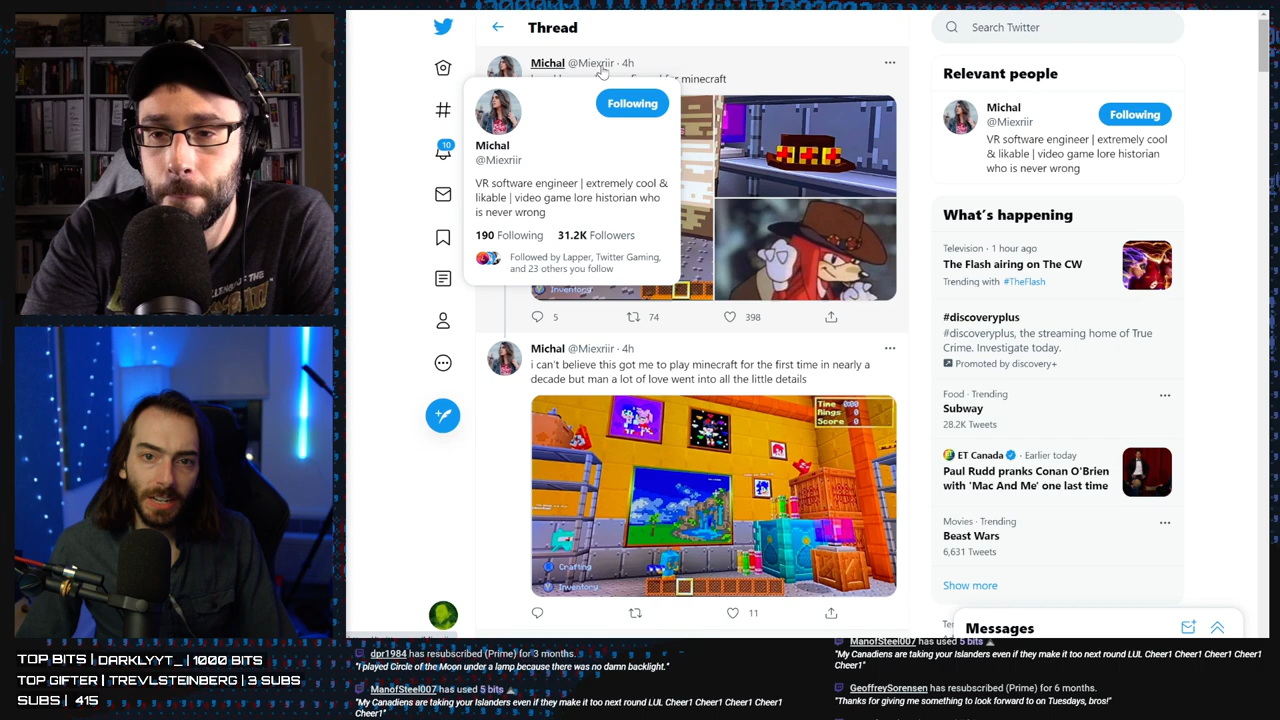 Thread
Michal @Miexriir · 4h
minecraft
Following
Michal
@Miexriir
VR software engineer | extremely cool &
likable | video game lore historian who
is never wrong
190 Following 31.2K Followers
Followed by Lapper, Twitter Gaming,
and 23 others you follow
Inventory
5 74 398
Michal @Miexriir · 4h
i can't believe this got me to play minecraft for the first time in nearly a
decade but man a lot of love went into all the little details
Time
Rings
Score
Crafting
Inventory
11
10
Search Twitter
Relevant people
Michal
@Miexriir
Following
VR software engineer | extremely cool
& likable | video game lore historian
who is never wrong
What's happening
Television · 1 hour ago
The Flash airing on The CW
Trending with #TheFlash
#discoveryplus
#discoveryplus, the streaming home of True
Crime. Investigate today.
Promoted by discovery+
Food · Trending
Subway
28.2K Tweets
ET Canada · Earlier today
Paul Rudd pranks Conan O'Brien
with 'Mac And Me' one last time
Movies · Trending
Beast Wars
6,631 Tweets
Show more
Messages
TOP BITS | DARKLYYT_ | 1000 BITS
TOP GIFTER | TREVLSTEINBERG | 3 SUBS
SUBS | 415
dpr1984 has resubscribed (Prime) for 3 months.
"I played Circle of the Moon under a lamp because there was no damn backlight."
ManofSteel007 has used 5 bits
"My Canadiens are taking your Islanders even if they make it too next round LUL Cheer1 Cheer1 Cheer1 Cheer1
Cheer1"
ManofSteel007 has used 5 bits
"My Canadiens are taking your Islanders even if they make it too next round LUL Cheer1 Cheer1 Cheer1 Cheer1
Cheer1"
GeoffreySorensen has resubscribed (Prime) for 6 months.
"Thanks for giving me something to look forward to on Tuesdays, bros!"